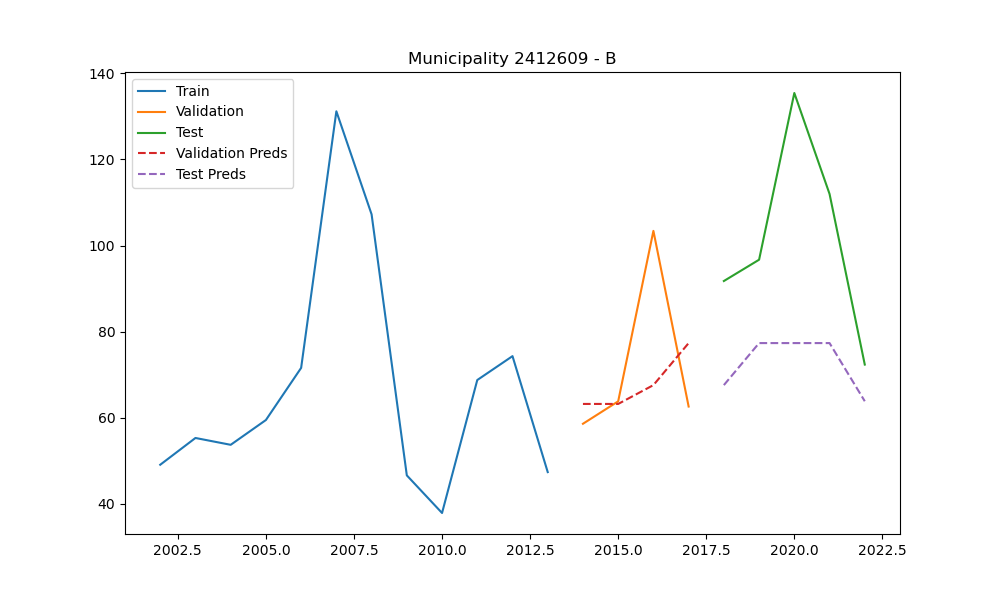 Municipality 2412609 - B
140
120
100
80
60
40
Train
Validation
Test
Validation Preds
Test Preds
2002.5 2005.0 2007.5 2010.0 2012.5 2015.0 2017.5 2020.0 2022.5